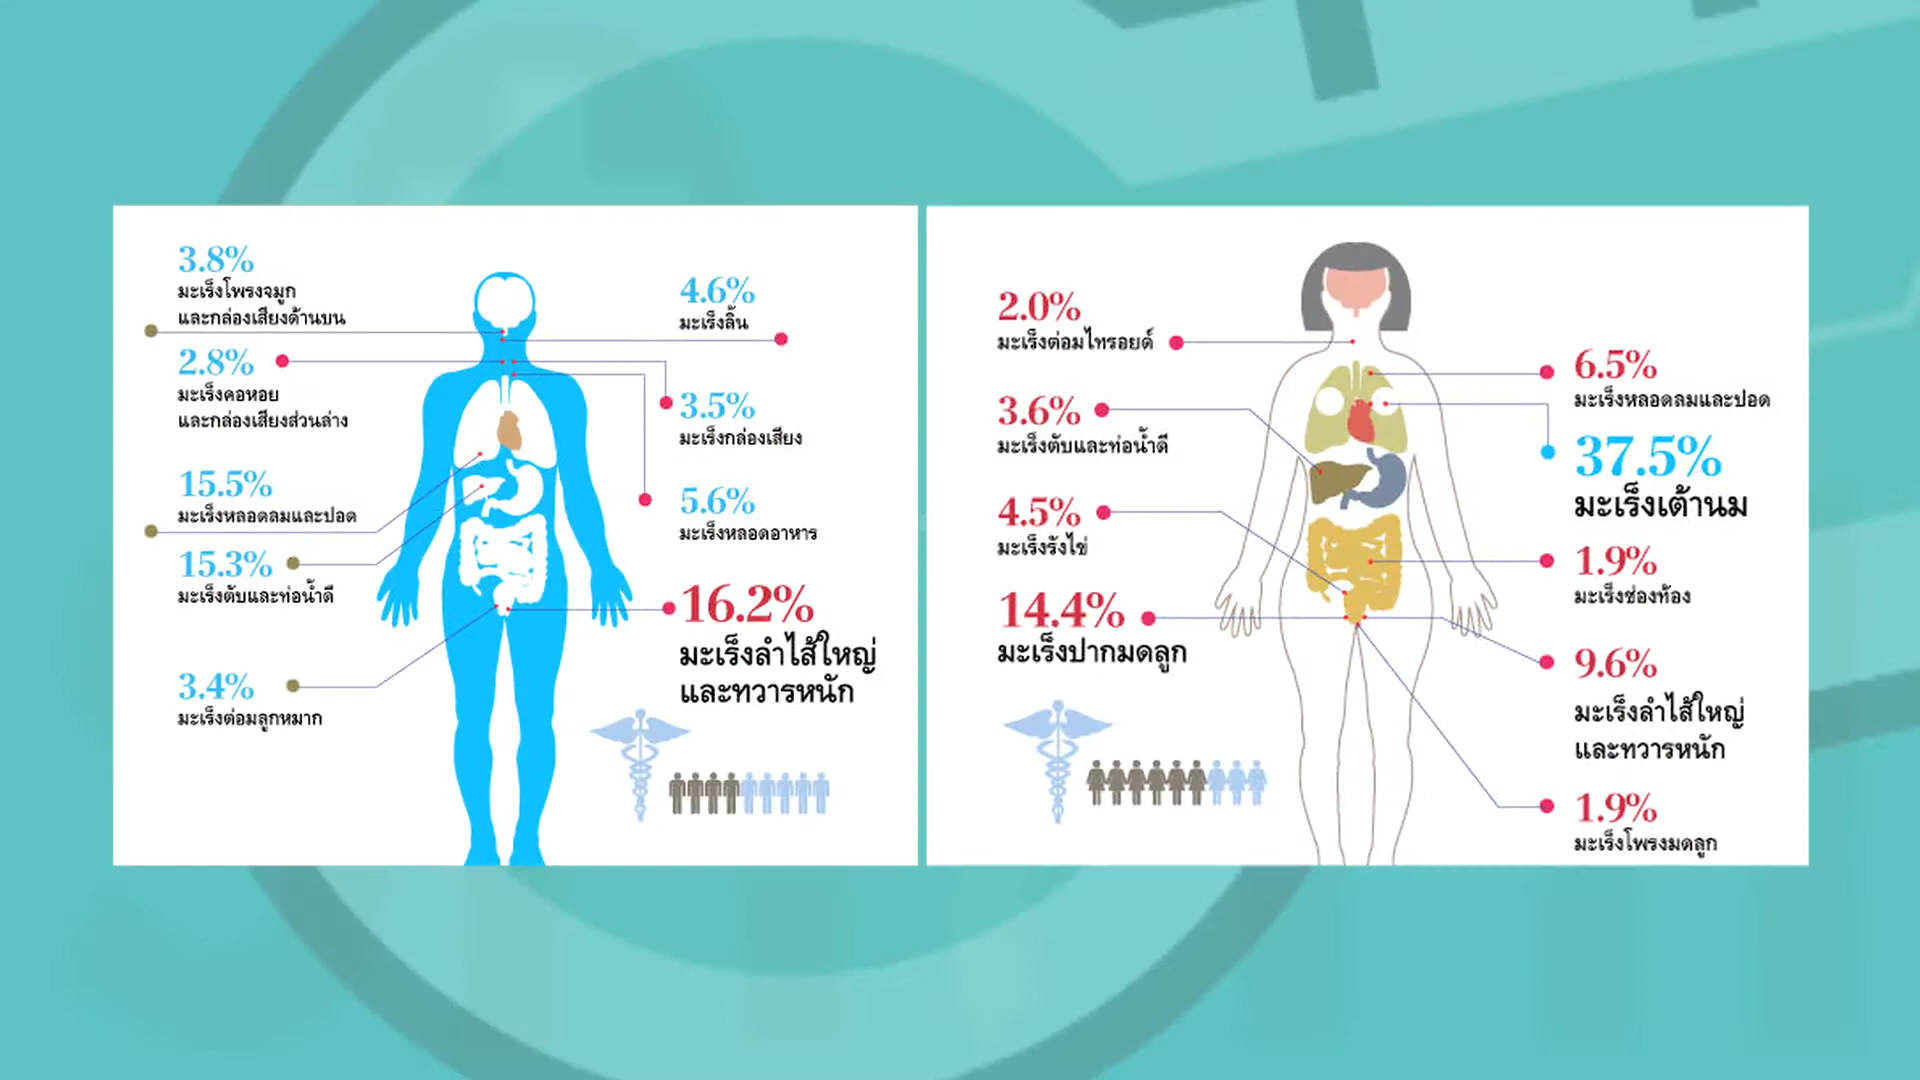 3.8%
มะเร็งโพรงจมูก
และกล่องเสียงด้านบน
2.8%
มะเร็งคอหอย
และกล่องเสียงส่วนล่าง
15.5%
มะเร็งหลอดลมและปอด
15.3%
มะเร็งตับและท่อน้ำดี
3.4%
มะเร็งต่อมลูกหมาก
4.6%
มะเร็งลิ้น
3.5%
มะเร็งกล่องเสียง
5.6%
มะเร็งหลอดอาหาร
16.2%
มะเร็งลำไส้ใหญ่
และทวารหนัก
2.0%
มะเร็งต่อมไทรอยด์
3.6%
มะเร็งตับและท่อน้ำดี
4.5%
มะเร็งรังไข่
14.4%
มะเร็งปากมดลูก
6.5%
มะเร็งหลอดลมและปอด
37.5%
มะเร็งเต้านม
1.9%
มะเร็งช่องท้อง
9.6%
มะเร็งลำไส้ใหญ่
และทวารหนัก
1.9%
มะเร็งโพรงมดลูก